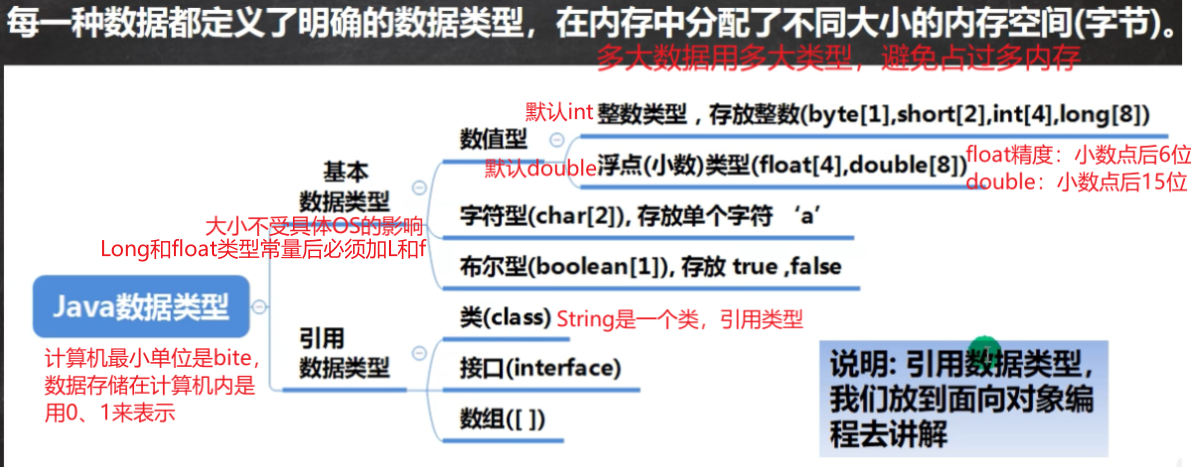 每一种数据都定义了明确的数据类型，在内存中分配了不同大小的内存空间(字节)。
多大数据用多大类型，避免占过多内存
默认int
整数类型，存放整数(byte[1],short[2],int[4],long[8])
数值型
默认double
浮点(小数)类型(float[4],double[8])
float精度：小数点后6位
double：小数点后15位
基本
数据类型
大小不受具体OS的影响
Long和float类型常量后必须加L和f
字符型(char[2]), 存放单个字符 ‘a’
布尔型(boolean[1]), 存放 true ,false
Java数据类型
计算机最小单位是bite，
数据存储在计算机内是
用0、1来表示
引用
数据类型
类(class)
String是一个类，引用类型
接口(interface)
数组([ ])
说明: 引用数据类型，
我们放到面向对象编
程去讲解